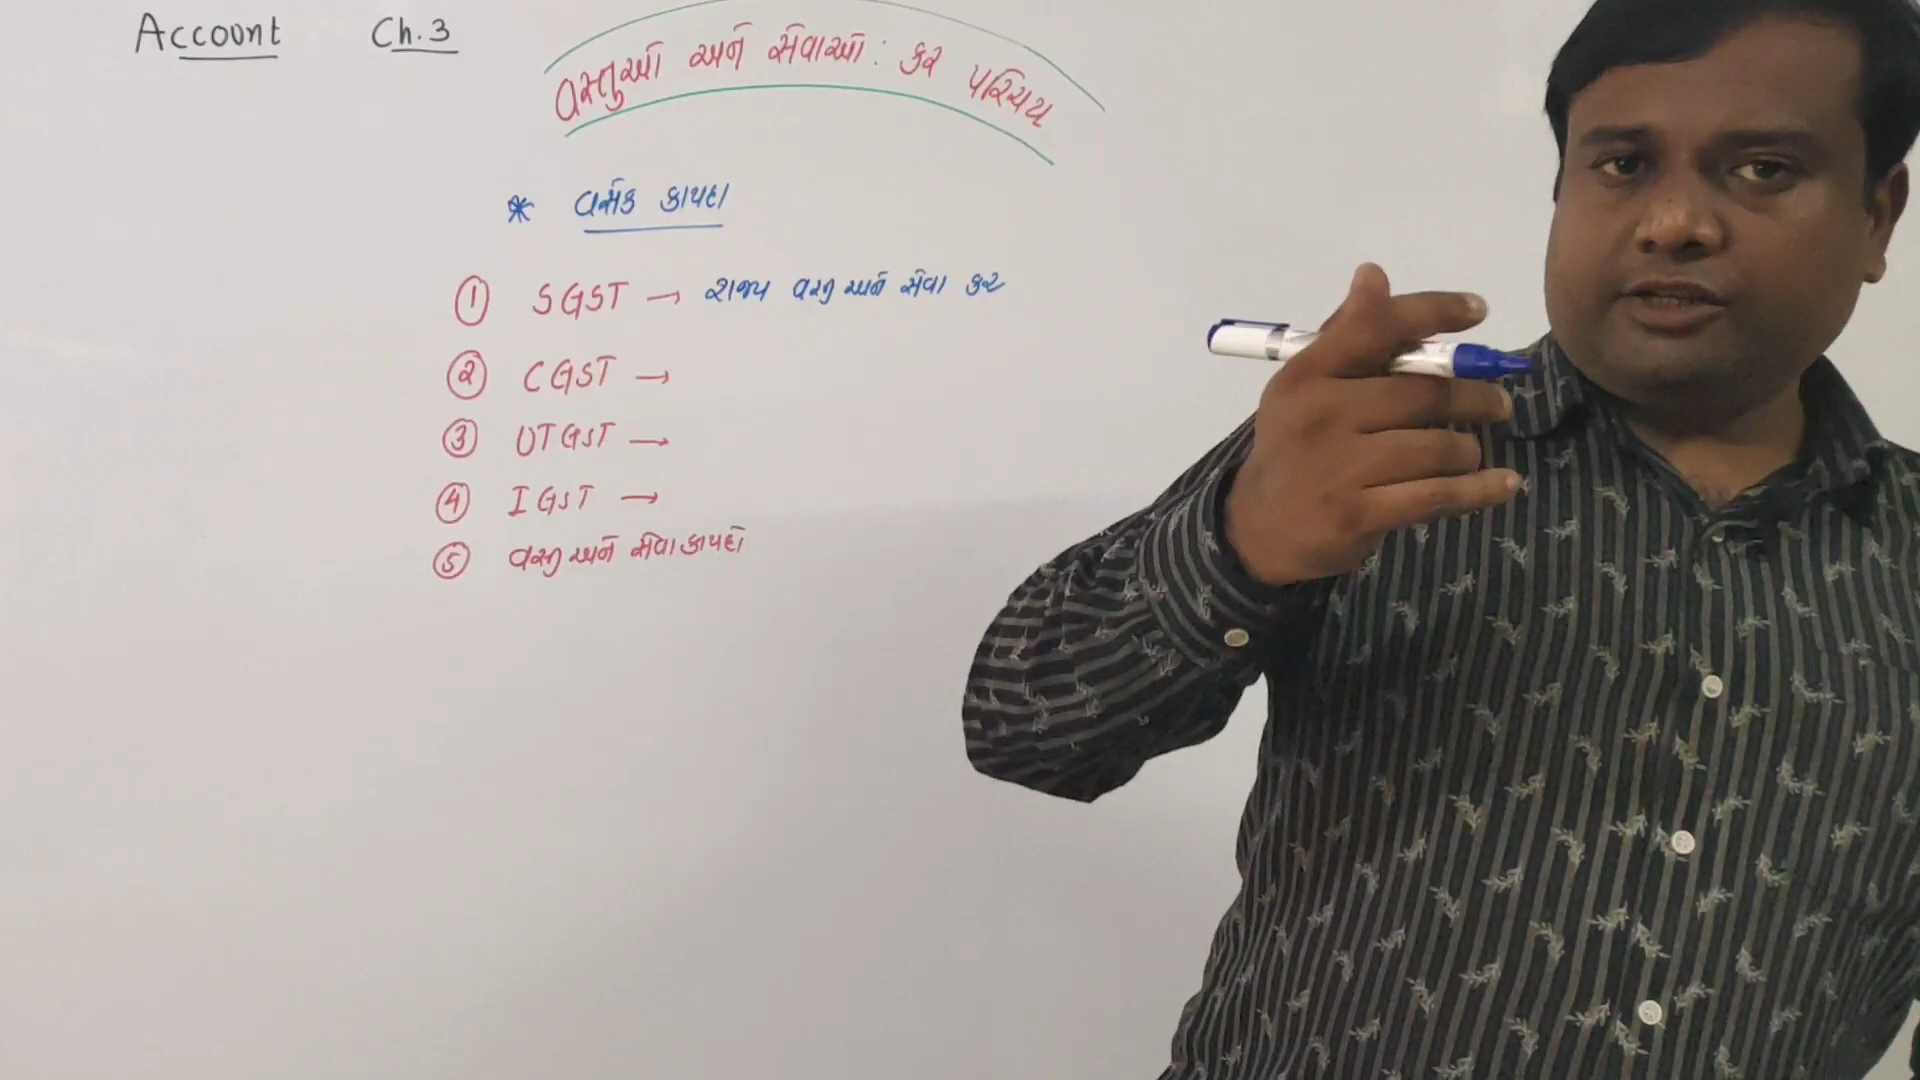 Account Ch.3
વસ્તુઓ અને સેવાઓ : કર પરિચય
* કાયદા
① SGST → રાજ્ય વસ્તુ અને સેવા કર
② CGST →
③ UTGST →
④ IGST →
⑤ વસ્તુ અને સેવા કાયદો